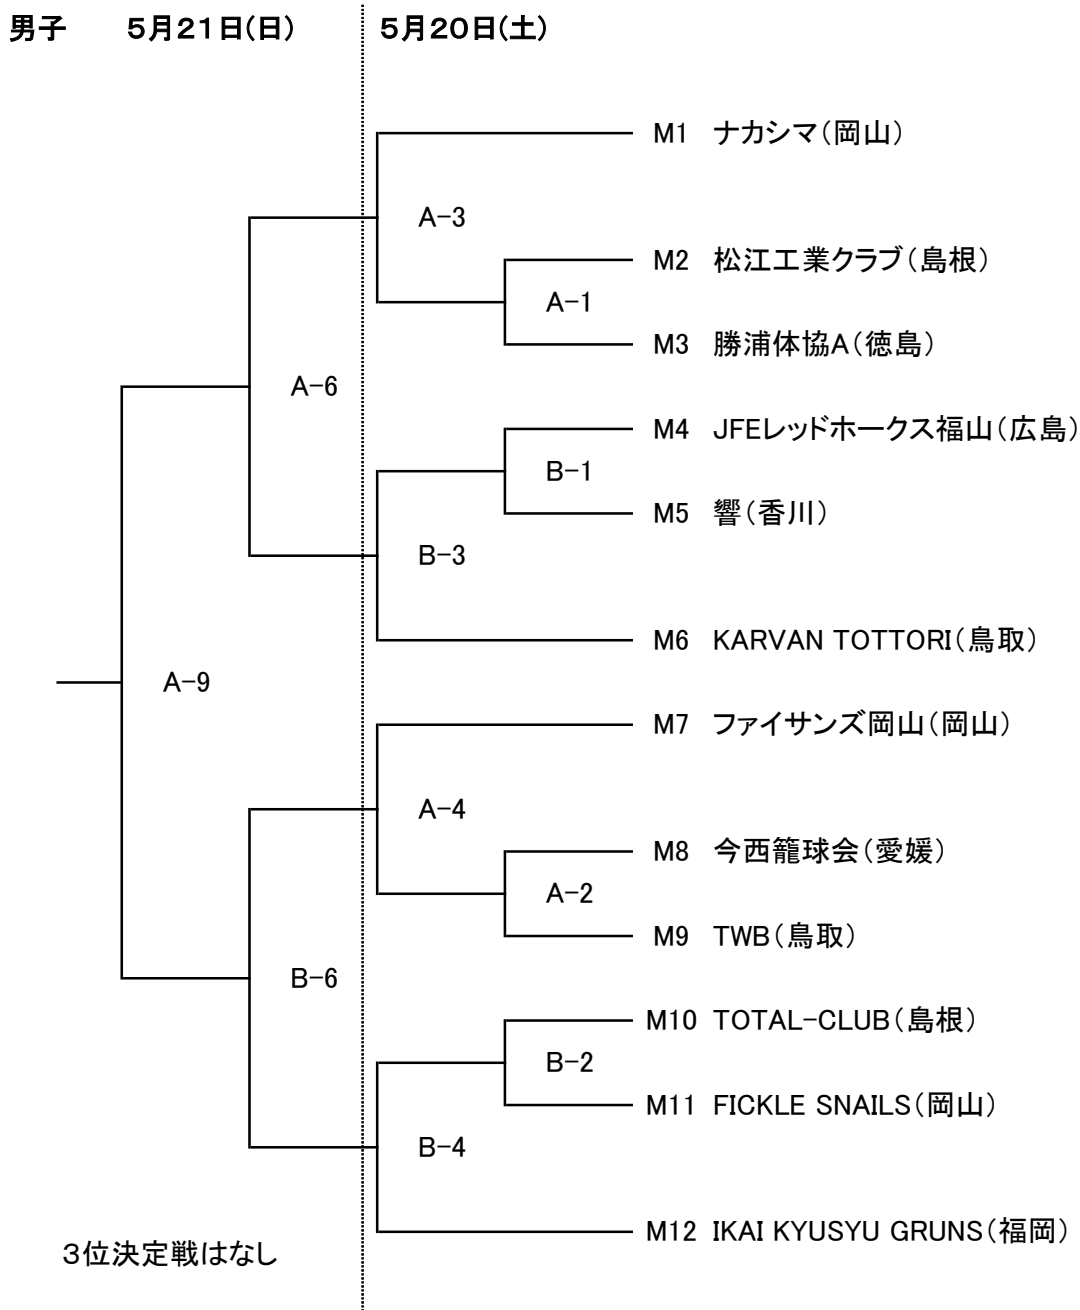 男子　5月21日(日)　5月20日(土)
M1 ナカシマ（岡山）
A-3
M2 松江工業クラブ（島根）
A-1
M3 勝浦体協A（徳島）
A-6
M4 JFEレッドホークス福山（広島）
B-1
M5 響（香川）
B-3
M6 KARVAN TOTTORI（鳥取）
A-9
M7 ファイサンズ岡山（岡山）
A-4
M8 今西籠球会（愛媛）
A-2
M9 TWB（鳥取）
B-6
M10 TOTAL-CLUB（島根）
B-2
M11 FICKLE SNAILS（岡山）
B-4
M12 IKAI KYUSYU GRUNS（福岡）
３位決定戦はなし